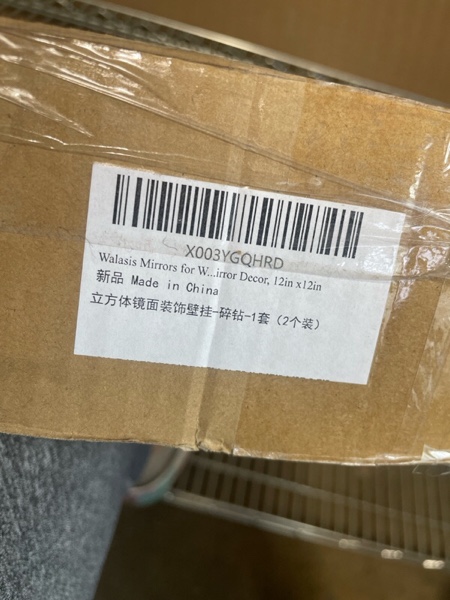 X003YGQHRD
Walasis Mirrors for W...irror Decor, 12in x12in
新品 Made in China
立方体镜面装饰壁挂-碎钻-1套（2个装）